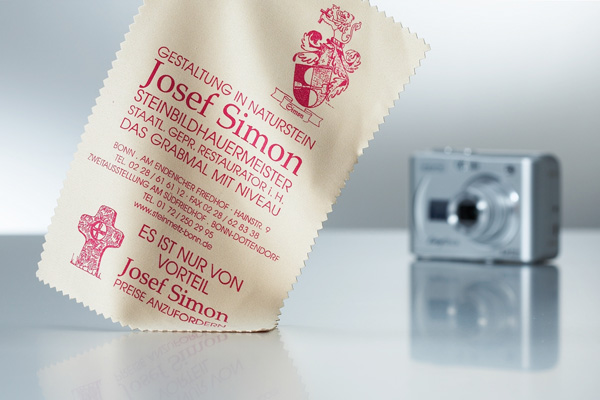 Simon
GESTALTUNG IN NATURSTEIN
Josef Simon
STEINBILDHAUERMEISTER
STAATL. GEPR. RESTAURATOR i. H.
DAS GRABMAL MIT NIVEAU
BONN . AM ENDENICHER FRIEDHOF . HAINSTR. 9
TEL. 02 28 / 61 61 12 . FAX 02 28 / 62 83 38
ZWEITAUSSTELLUNG AM SÜDFRIEDHOF . BONN-DOTTENDORF
TEL. 01 72 / 250 29 95
www.steinmetz-bonn.de
ES IST NUR VON
VORTEIL
Josef Simon
PREISE ANZUFORDERN